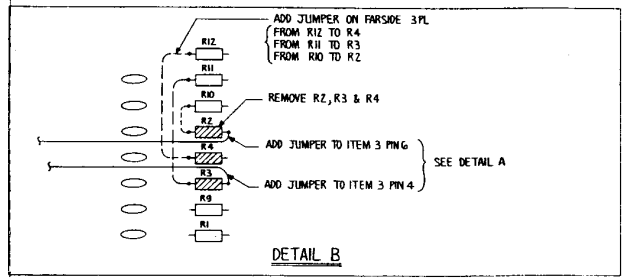 ADD JUMPER ON FARSIDE 3PL
FROM R12 TO R4
FROM R11 TO R3
FROM R10 TO R2
R12
R11
R10
REMOVE R2, R3 & R4
R2
ADD JUMPER TO ITEM 3 PIN 6
R4
SEE DETAIL A
R3
ADD JUMPER TO ITEM 3 PIN 4
R9
R1
DETAIL B